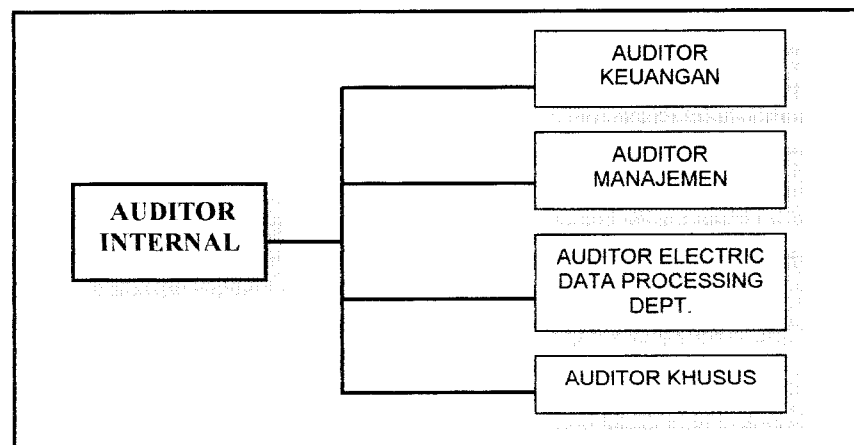 AUDITOR
INTERNAL
AUDITOR
KEUANGAN
AUDITOR
MANAJEMEN
AUDITOR ELECTRIC
DATA PROCESSING
DEPT.
AUDITOR KHUSUS